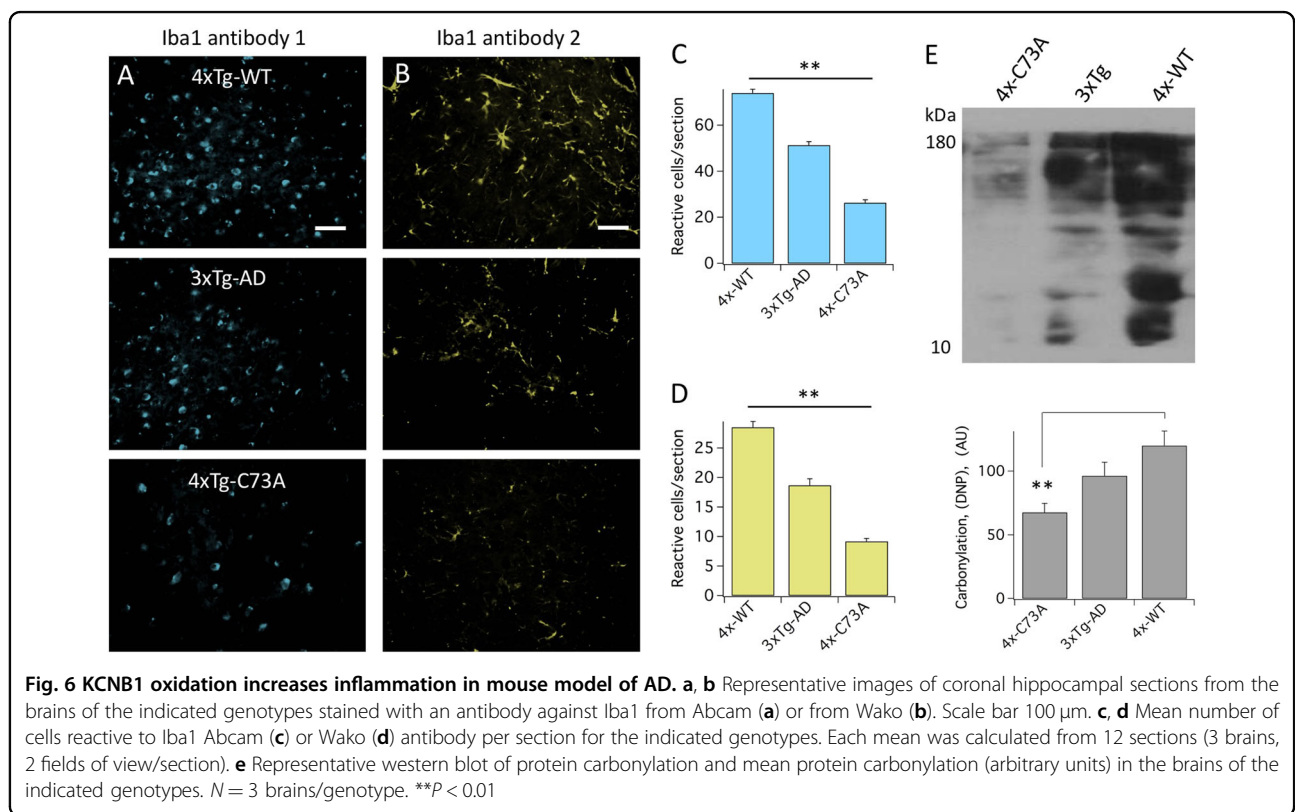 Iba1 antibody 1
Iba1 antibody 2
A
4xTg-WT
B
3xTg-AD
4xTg-C73A
C
**
Reactive cells/section
60
40
20
0
4x-WT
3xTg-AD
4x-C73A
D
**
Reactive cells/section
25
20
15
10
5
0
4x-WT
3xTg-AD
4x-C73A
E
4x-C73A
3xTg
4x-WT
kDa
180
10
Carbonylation, (DNP), (AU)
100
50
0
**
4x-C73A
3xTg-AD
4x-WT
Fig. 6 KCNB1 oxidation increases inflammation in mouse model of AD. a, b Representative images of coronal hippocampal sections from the
brains of the indicated genotypes stained with an antibody against Iba1 from Abcam (a) or from Wako (b). Scale bar 100 μm. c, d Mean number of
cells reactive to Iba1 Abcam (c) or Wako (d) antibody per section for the indicated genotypes. Each mean was calculated from 12 sections (3 brains,
2 fields of view/section). e Representative western blot of protein carbonylation and mean protein carbonylation (arbitrary units) in the brains of the
indicated genotypes. N = 3 brains/genotype. **P < 0.01